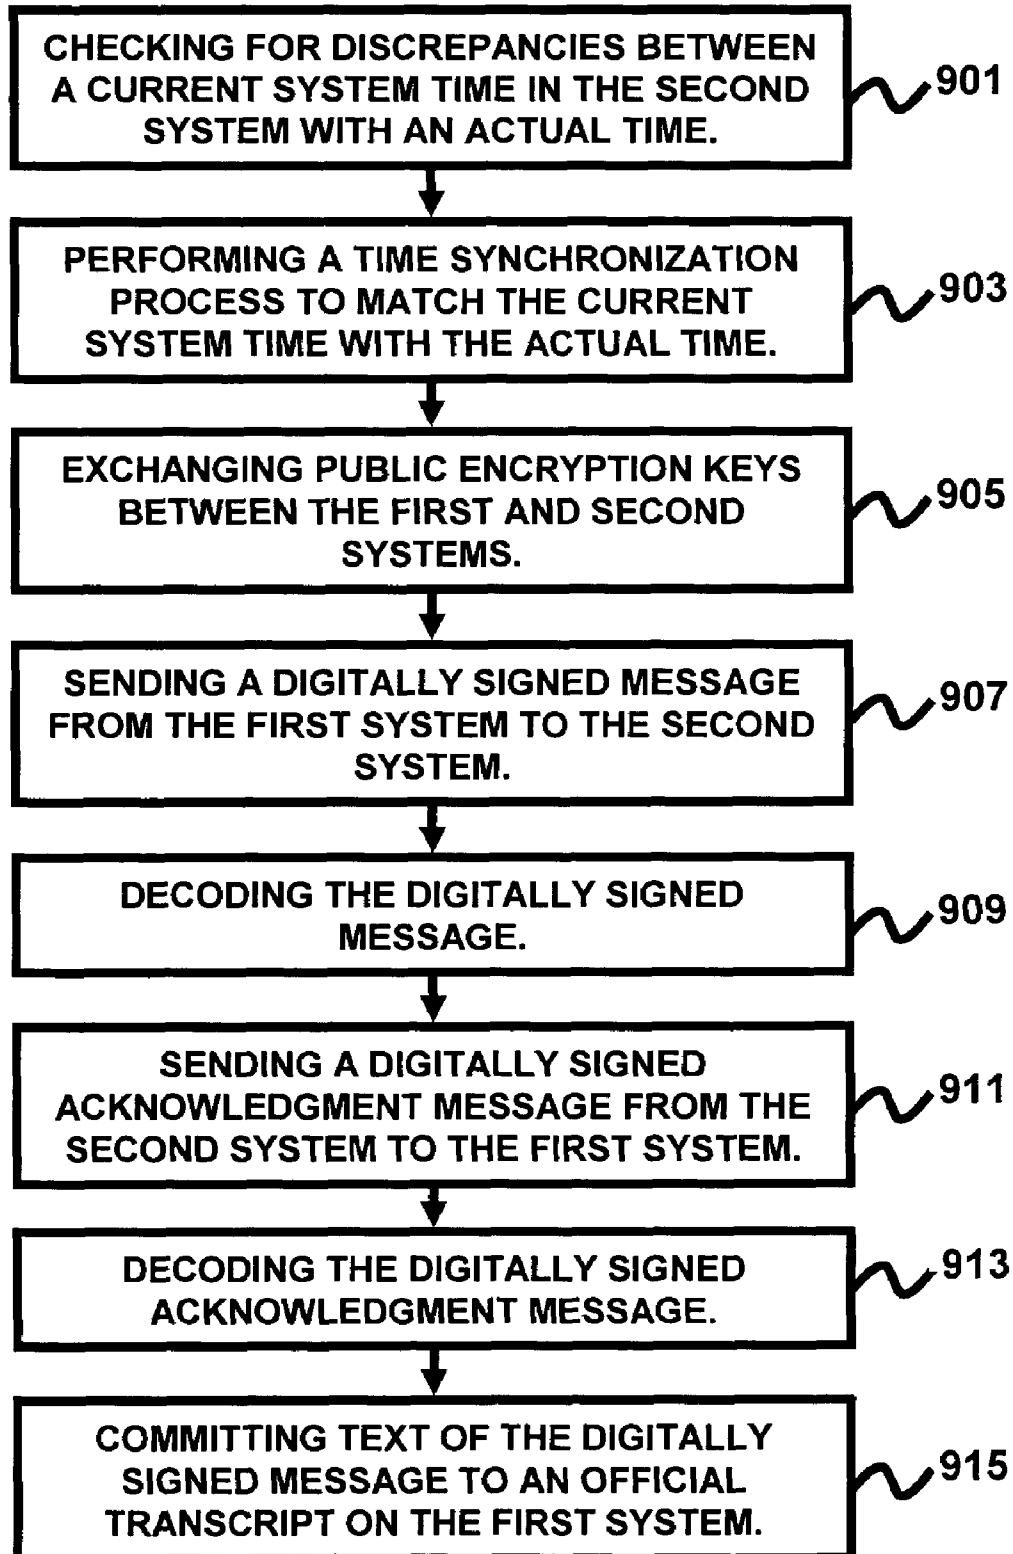 CHECKING FOR DISCREPANCIES BETWEEN
A CURRENT SYSTEM TIME IN THE SECOND
SYSTEM WITH AN ACTUAL TIME.
901
PERFORMING A TIME SYNCHRONIZATION
PROCESS TO MATCH THE CURRENT
SYSTEM TIME WITH THE ACTUAL TIME.
903
EXCHANGING PUBLIC ENCRYPTION KEYS
BETWEEN THE FIRST AND SECOND
SYSTEMS.
905
SENDING A DIGITALLY SIGNED MESSAGE
FROM THE FIRST SYSTEM TO THE SECOND
SYSTEM.
907
DECODING THE DIGITALLY SIGNED
MESSAGE.
909
SENDING A DIGITALLY SIGNED
ACKNOWLEDGMENT MESSAGE FROM THE
SECOND SYSTEM TO THE FIRST SYSTEM.
911
DECODING THE DIGITALLY SIGNED
ACKNOWLEDGMENT MESSAGE.
913
COMMITTING TEXT OF THE DIGITALLY
SIGNED MESSAGE TO AN OFFICIAL
TRANSCRIPT ON THE FIRST SYSTEM.
915